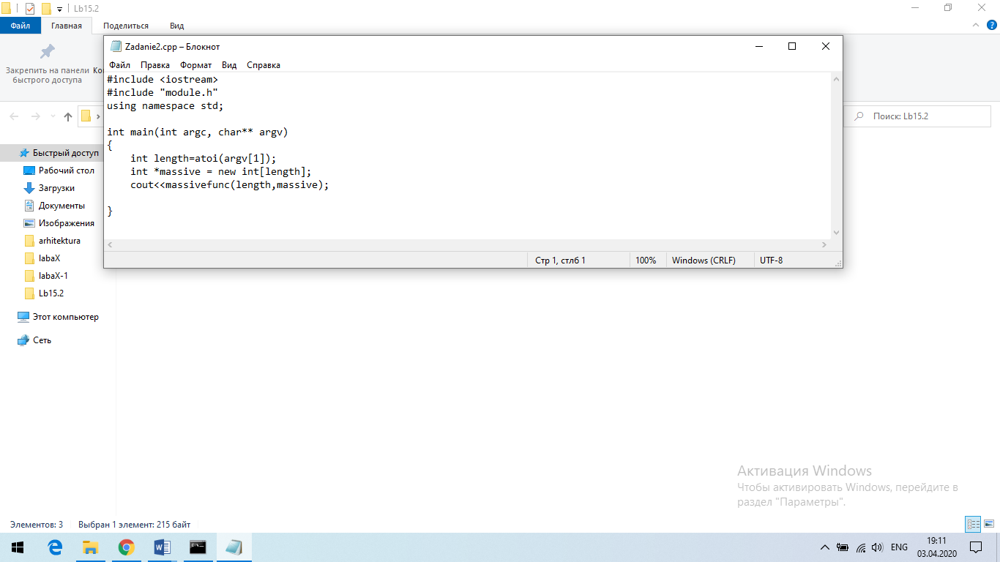 Lb15.2
Файл Главная Поделиться Вид
Закрепить на панели
быстрого доступа
Zadanie2.cpp – Блокнот
Файл Правка Формат Вид Справка
#include <iostream>
#include "module.h"
using namespace std;
int main(int argc, char** argv)
{
int length=atoi(argv[1]);
int *massive = new int[length];
cout<<massivefunc(length,massive);
}
Стр 1, стлб 1 100% Windows (CRLF) UTF-8
Поиск: Lb15.2
Быстрый доступ
Рабочий стол
Загрузки
Документы
Изображения
arhitektura
labaX
labaX-1
Lb15.2
Этот компьютер
Сеть
Активация Windows
Чтобы активировать Windows, перейдите в
раздел "Параметры".
Элементов: 3 Выбран 1 элемент: 215 байт
ENG
19:11
03.04.2020